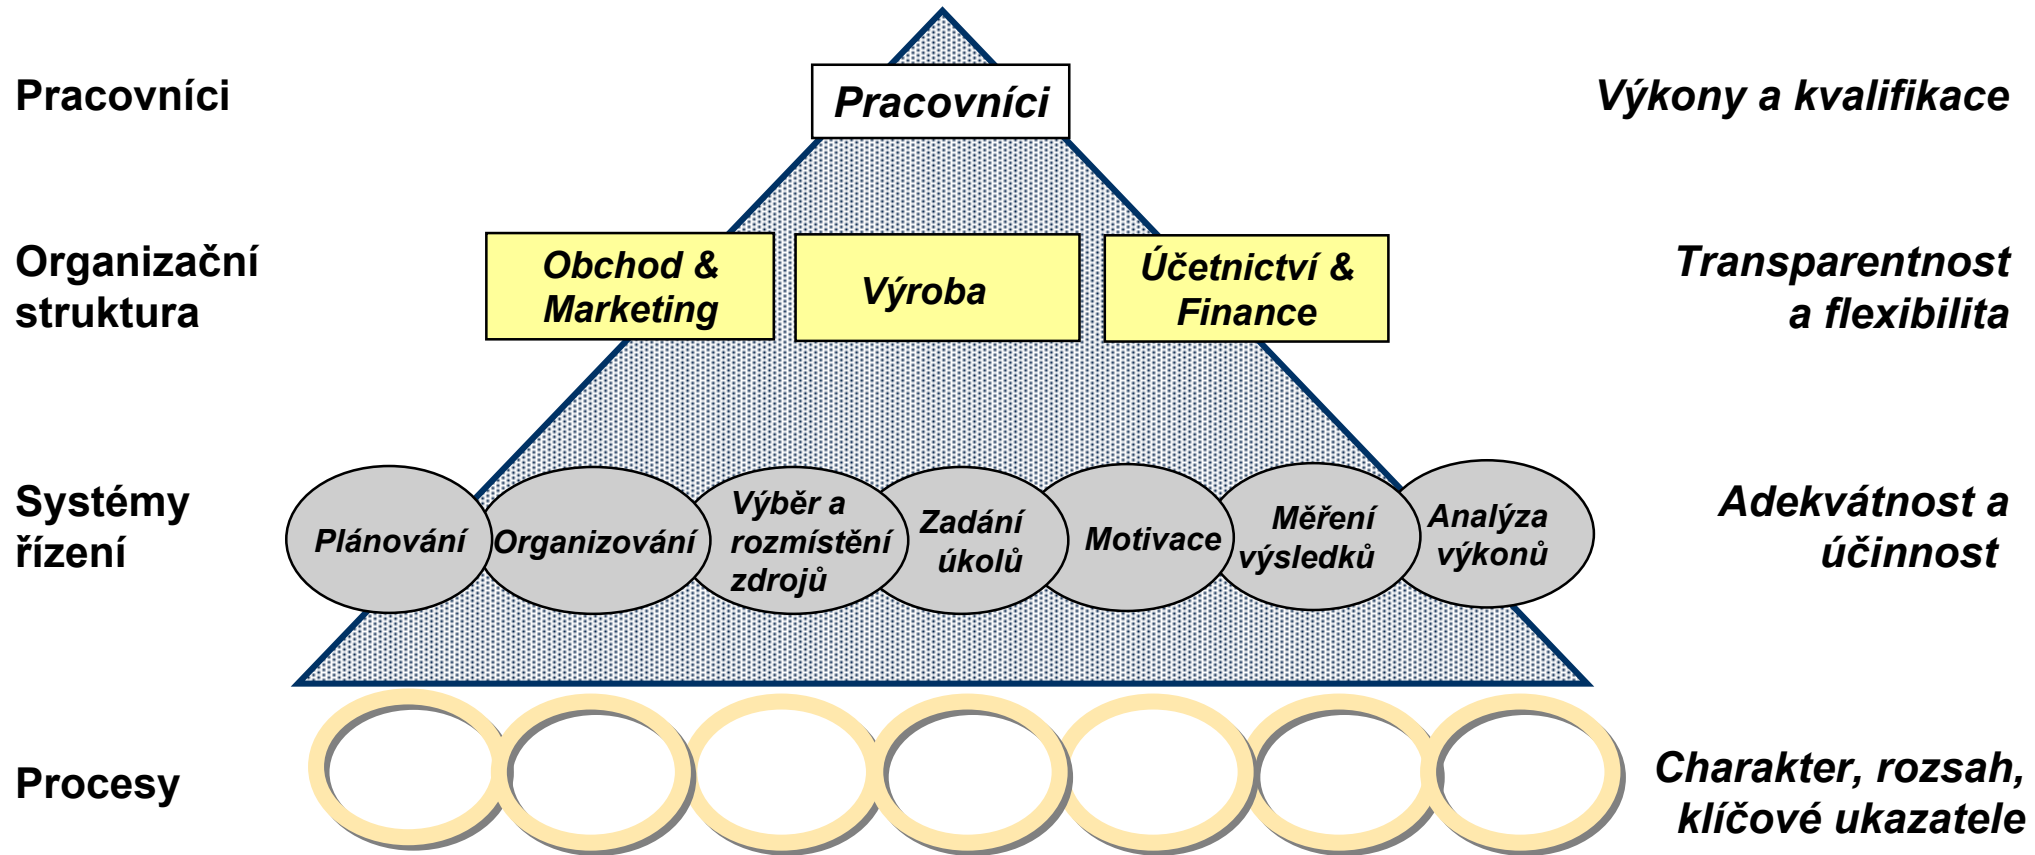 Pracovníci
Pracovníci
Výkony a kvalifikace
Organizační
struktura
Obchod &
Marketing
Výroba
Účetnictví &
Finance
Transparentnost
a flexibilita
Systémy
řízení
Plánování
Organizování
Výběr a
rozmístění
zdrojů
Zadání
úkolů
Motivace
Měření
výsledků
Analýza
výkonů
Adekvátnost a
účinnost
Procesy
Charakter, rozsah,
klíčové ukazatele